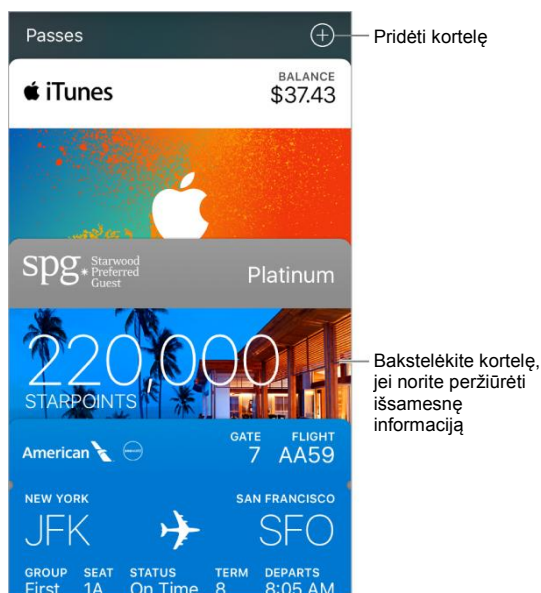 Passes
Pridėti kortelę
iTunes
BALANCE
$37.43
spg* Starwood
Preferred
Guest
Platinum
220,000
STARPOINTS
Bakstelėkite kortelę,
jei norite peržiūrėti
išsamesnę
informaciją
American
GATE FLIGHT
7 AA59
NEW YORK SAN FRANCISCO
JFK SFO
GROUP SEAT STATUS TERM DEPARTS
First 1A On Time 8 8:05 AM